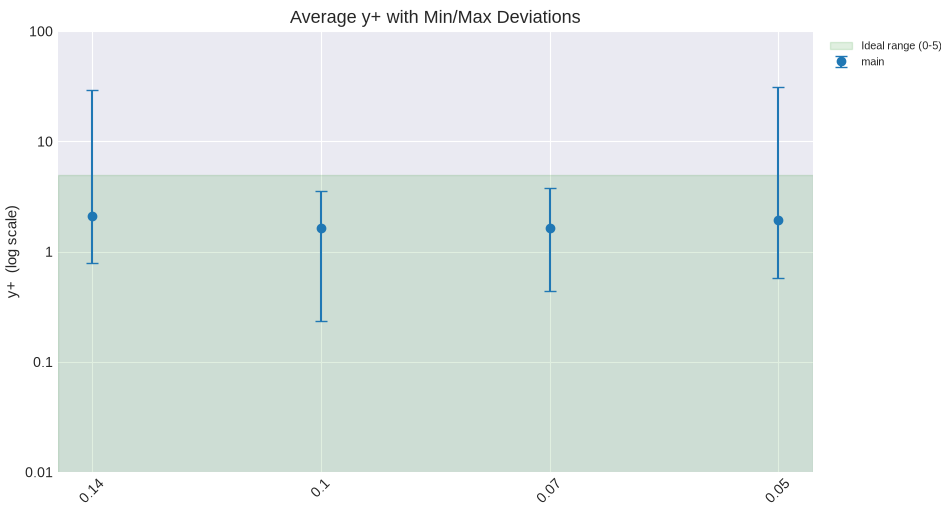 Average y+ with Min/Max Deviations
100
10
1
0.1
0.01
y+ (log scale)
0.14
0.1
0.07
0.05
Ideal range (0-5)
main